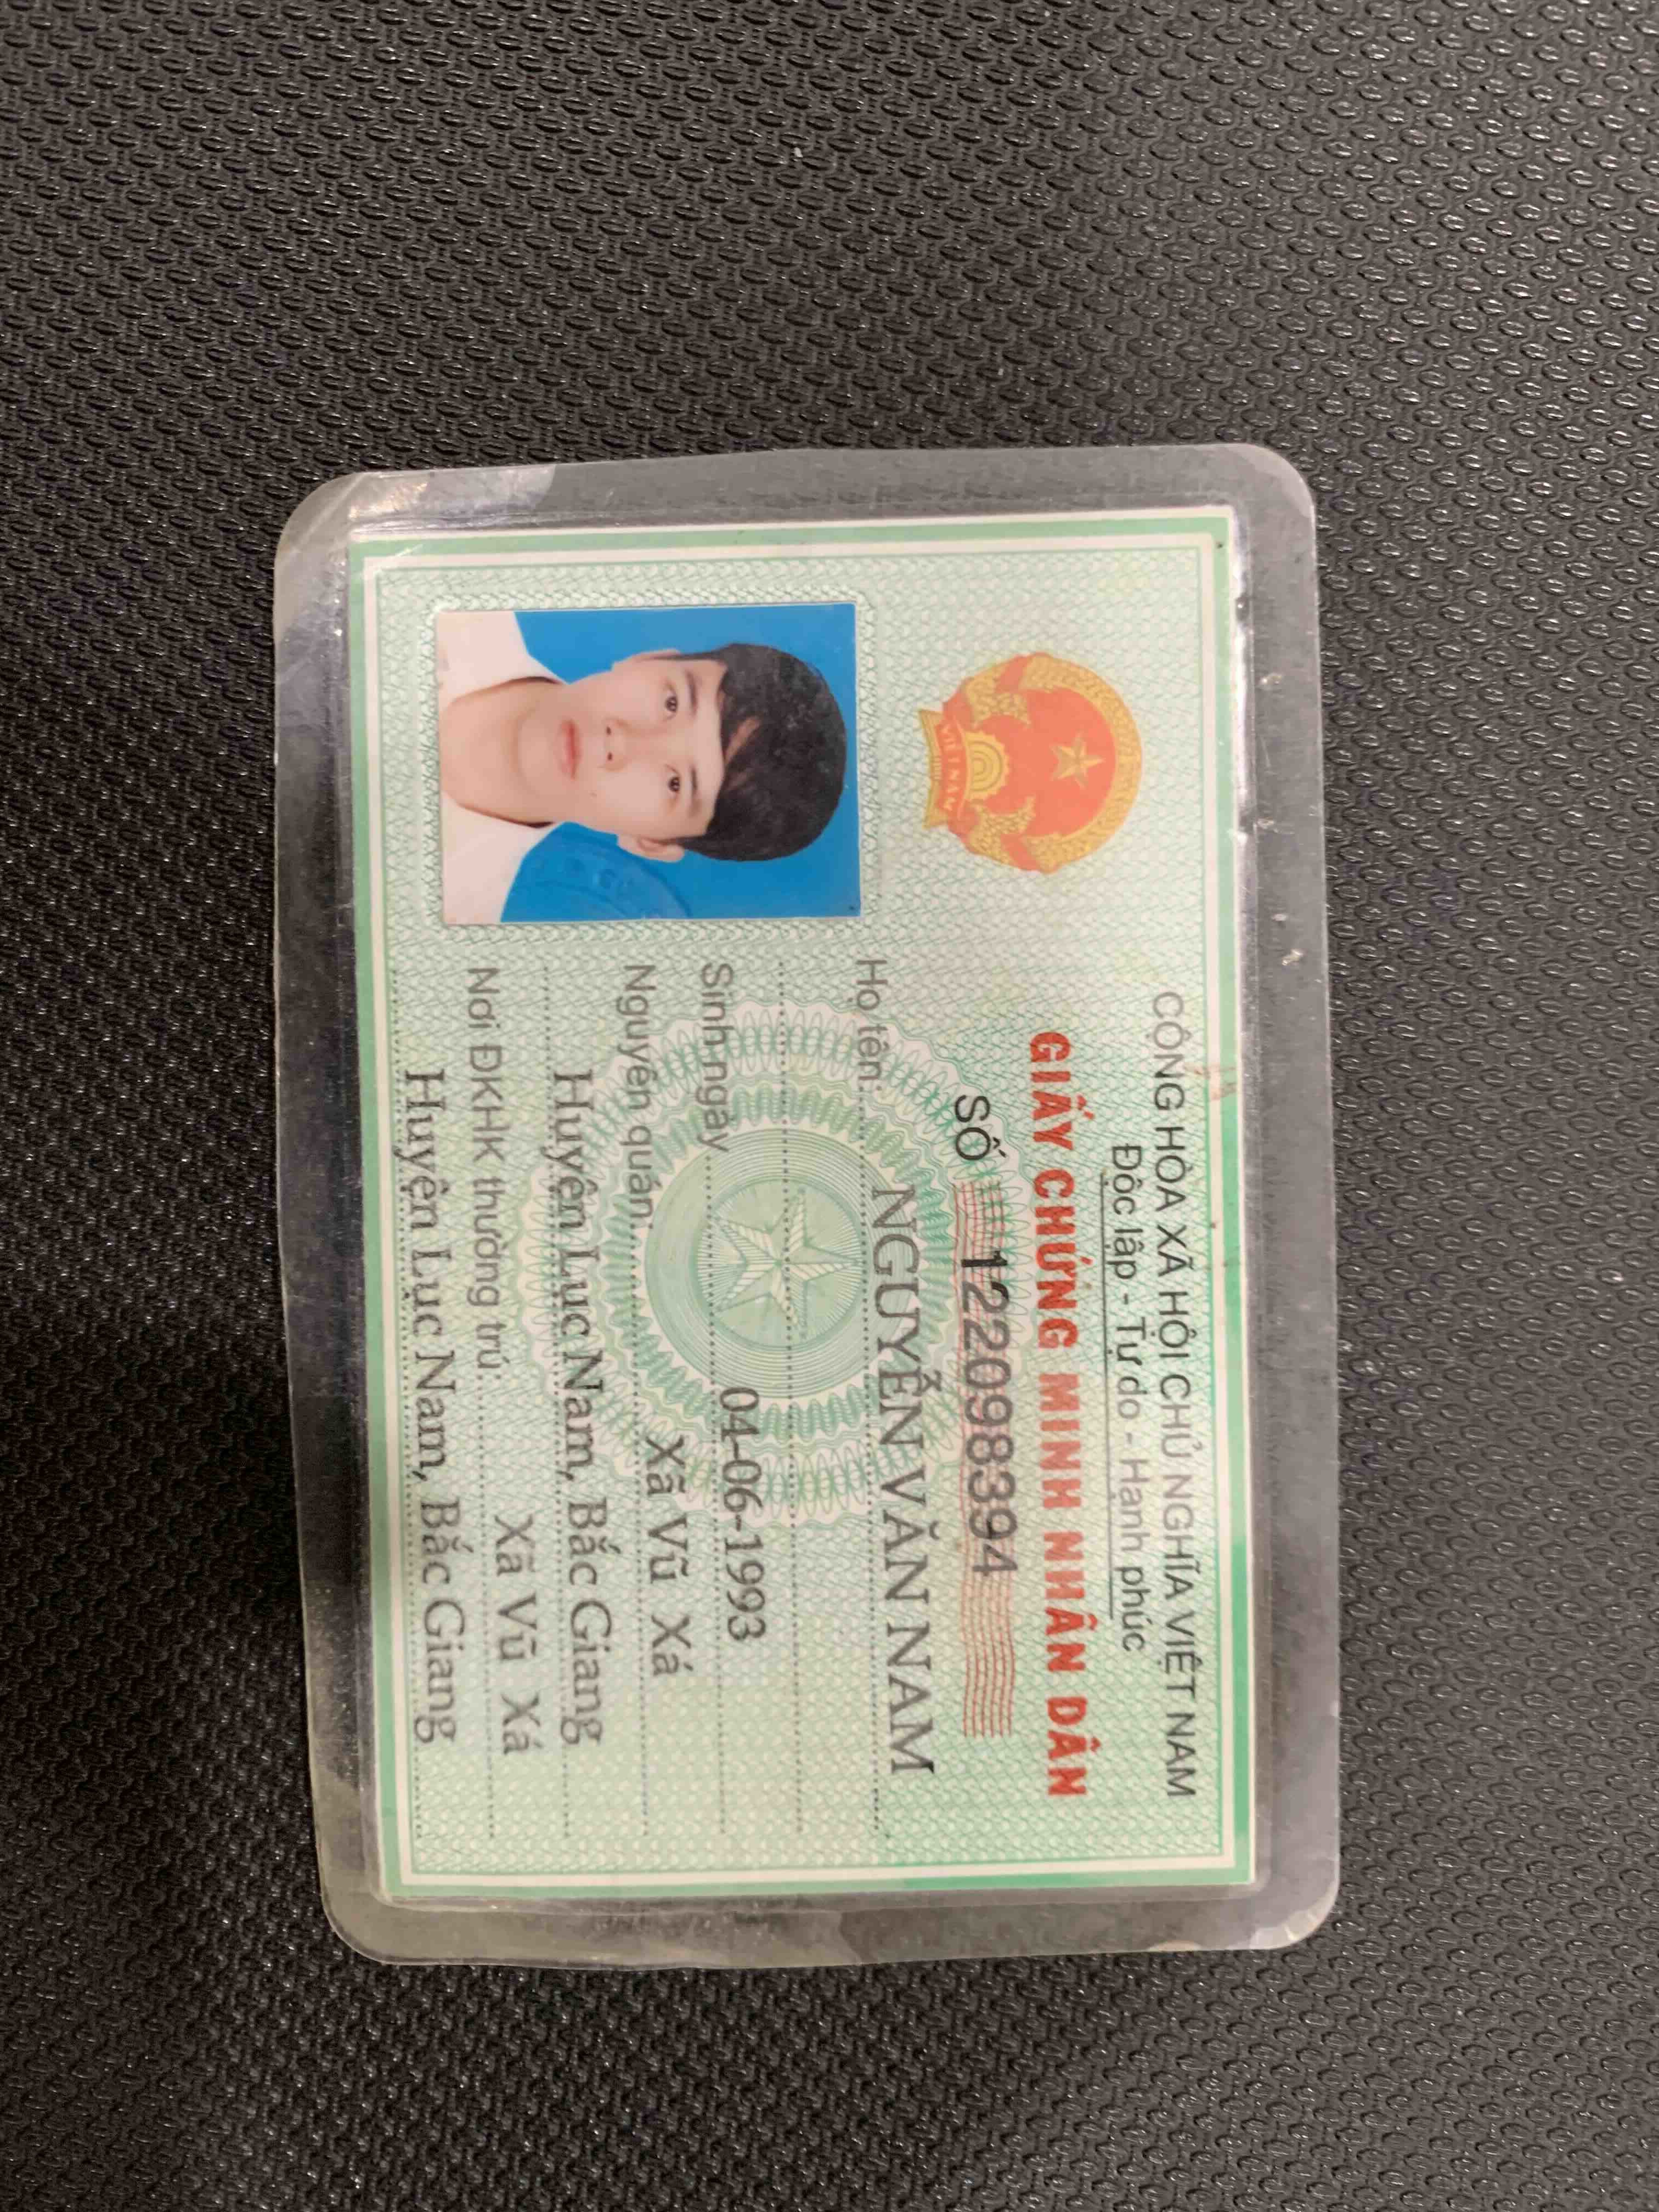 CỘNG HÒA XÃ HỘI CHỦ NGHĨA VIỆT NAM
Độc lập - Tự do - Hạnh phúc
GIẤY CHỨNG MINH NHÂN DÂN
SỐ 122098394
Họ tên: NGUYỄN VĂN NAM
Sinh ngày 04-06-1993
Nguyên quán: Xã Vũ Xá
Huyện Lục Nam, Bắc Giang
Nơi ĐKHK thường trú: Xã Vũ Xá
Huyện Lục Nam, Bắc Giang
VIỆT NAM